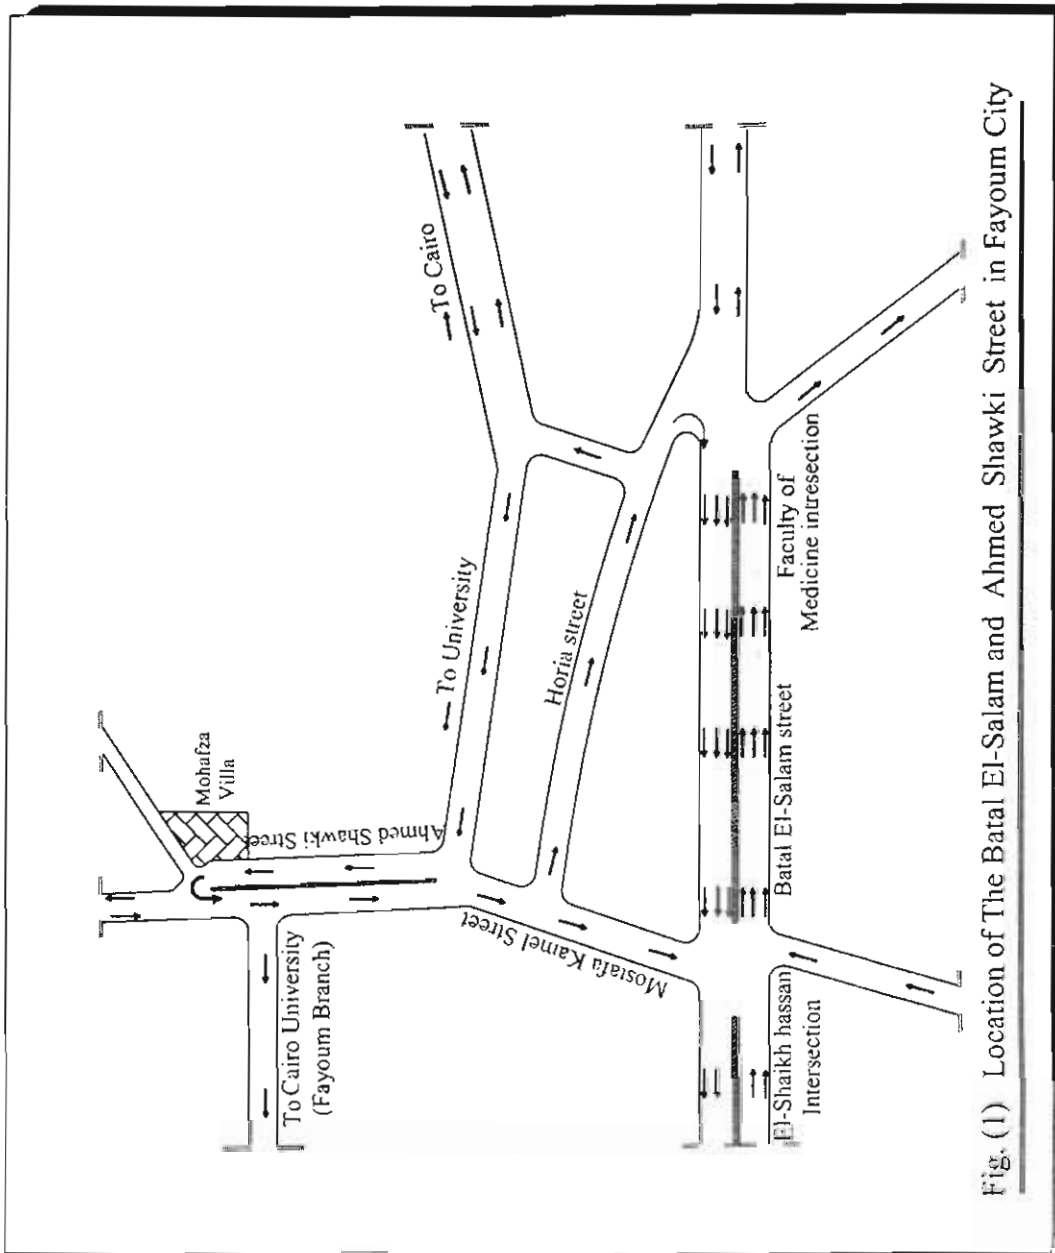 To Cairo
To University
Mohafza
Villa
Ahmed Shawki Street
Horia street
To Cairo University
(Fayoum Branch)
Mostafa Kamel Street
Faculty of
Medicine intresection
Batal El-Salam street
El-Shaikh hassan
Intersection
Fig. (1) Location of The Batal El-Salam and Ahmed Shawki Street in Fayoum City